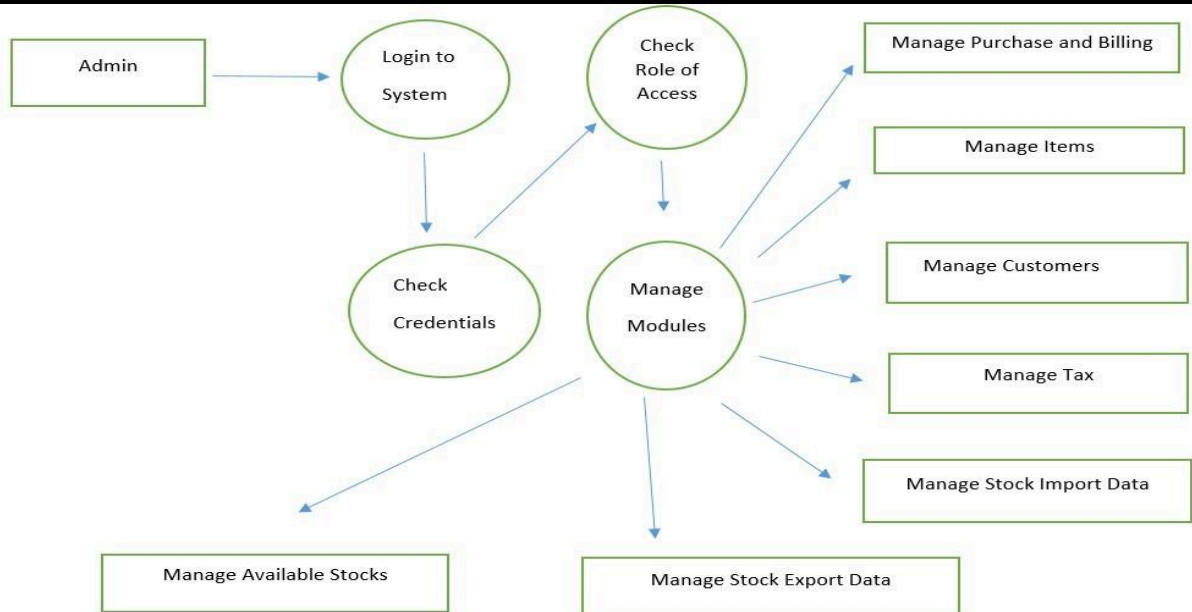 Admin
Login to
System
Check
Role of
Access
Manage Purchase and Billing
Manage Items
Check
Credentials
Manage
Modules
Manage Customers
Manage Tax
Manage Stock Import Data
Manage Available Stocks
Manage Stock Export Data